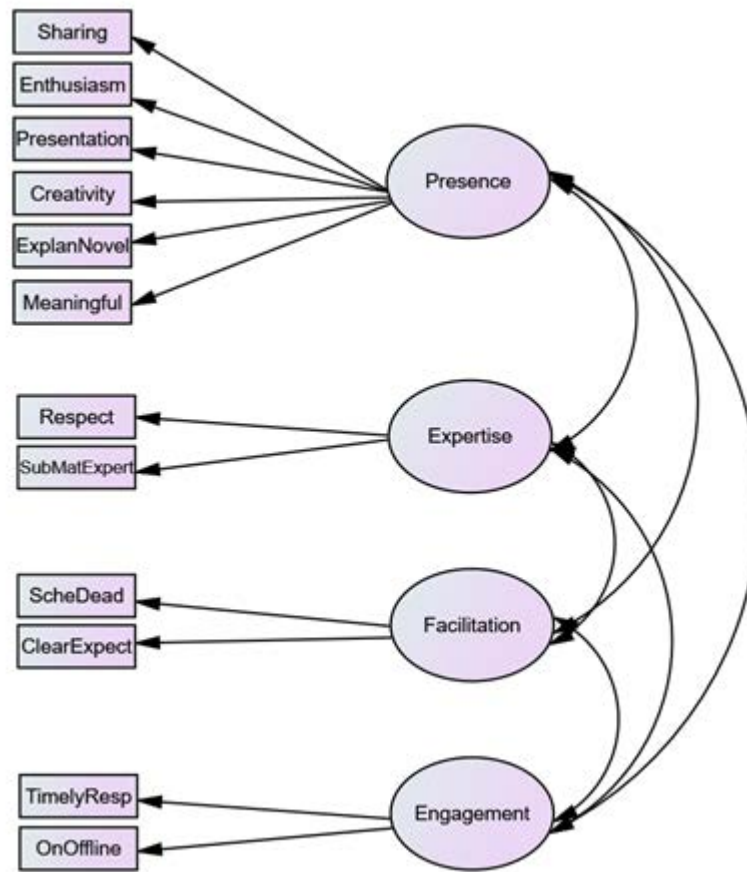 Sharing
Enthusiasm
Presentation
Creativity
ExplanNovel
Meaningful
Presence
Respect
SubMatExpert
Expertise
ScheDead
ClearExpect
Facilitation
TimelyResp
OnOffline
Engagement